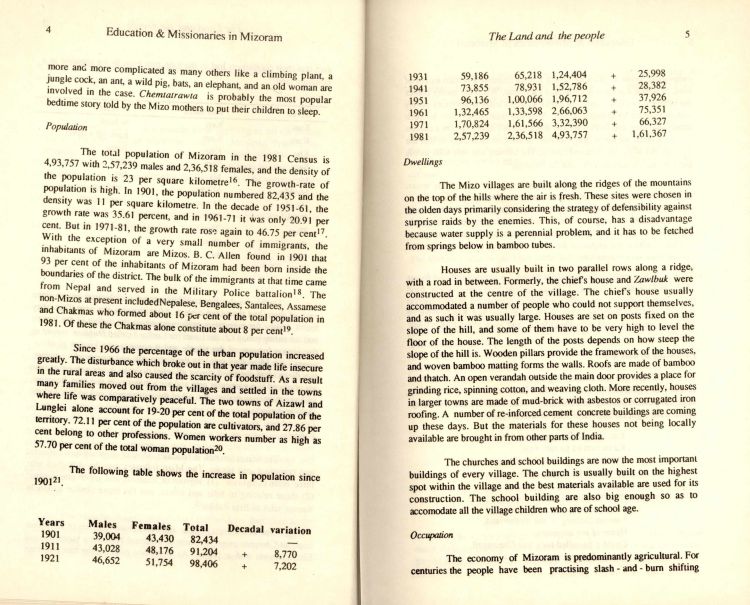 4
Education & Missionaries in Mizoram
more and more complicated as many others like a climbing plant, a
jungle cock, an ant, a wild pig, bats, an elephant, and an old woman are
involved in the case. Chemtatrawta is probably the most popular
bedtime story told by the Mizo mothers to put their children to sleep.
Population
The total population of Mizoram in the 1981 Census is
4,93,757 with 2,57,239 males and 2,36,518 females, and the density of
the population is 23 per square kilometre16. The growth-rate of
population is high. In 1901, the population numbered 82,435 and the
density was 11 per square kilometre. In the decade of 1951-61, the
growth rate was 35.61 percent, and in 1961-71 it was only 20.91 per
cent. But in 1971-81, the growth rate rose again to 46.75 per cent17.
With the exception of a very small number of immigrants, the
inhabitants of Mizoram are Mizos. B. C. Allen found in 1901 that
93 per cent of the inhabitants of Mizoram had been born inside the
boundaries of the district. The bulk of the immigrants at that time came
from Nepal and served in the Military Police battalion18. The
non-Mizos at present included Nepalese, Bengalees, Santalees, Assamese
and Chakmas who formed about 16 per cent of the total population in
1981. Of these the Chakmas alone constitute about 8 per cent19.
Since 1966 the percentage of the urban population increased
greatly. The disturbance which broke out in that year made life insecure
in the rural areas and also caused the scarcity of foodstuff. As a result
many families moved out from the villages and settled in the towns
where life was comparatively peaceful. The two towns of Aizawl and
Lunglei alone account for 19-20 per cent of the total population of the
territory. 72.11 per cent of the population are cultivators, and 27.86 per
cent belong to other professions. Women workers number as high as
57.70 per cent of the total woman population20.
The following table shows the increase in population since
190121.
Years Males Females Total Decadal variation
1901 39,004 43,430 82,434 —
1911 43,028 48,176 91,204 + 8,770
1921 46,652 51,754 98,406 + 7,202
The Land and the people
5
1931 59,186 65,218 1,24,404 + 25,998
1941 73,855 78,931 1,52,786 + 28,382
1951 96,136 1,00,066 1,96,712 + 37,926
1961 1,32,465 1,33,598 2,66,063 + 75,351
1971 1,70,824 1,61,566 3,32,390 + 66,327
1981 2,57,239 2,36,518 4,93,757 + 1,61,367
Dwellings
The Mizo villages are built along the ridges of the mountains
on the top of the hills where the air is fresh. These sites were chosen in
the olden days primarily considering the strategy of defensibility against
surprise raids by the enemies. This, of course, has a disadvantage
because water supply is a perennial problem, and it has to be fetched
from springs below in bamboo tubes.
Houses are usually built in two parallel rows along a ridge,
with a road in between. Formerly, the chief's house and Zawlbuk were
constructed at the centre of the village. The chief's house usually
accommodated a number of people who could not support themselves,
and as such it was usually large. Houses are set on posts fixed on the
slope of the hill, and some of them have to be very high to level the
floor of the house. The length of the posts depends on how steep the
slope of the hill is. Wooden pillars provide the framework of the houses,
and woven bamboo matting forms the walls. Roofs are made of bamboo
and thatch. An open verandah outside the main door provides a place for
grinding rice, spinning cotton, and weaving cloth. More recently, houses
in larger towns are made of mud-brick with asbestos or corrugated iron
roofing. A number of re-inforced cement concrete buildings are coming
up these days. But the materials for these houses not being locally
available are brought in from other parts of India.
The churches and school buildings are now the most important
buildings of every village. The church is usually built on the highest
spot within the village and the best materials available are used for its
construction. The school building are also big enough so as to
accomodate all the village children who are of school age.
Occupation
The economy of Mizoram is predominantly agricultural. For
centuries the people have been practising slash - and - burn shifting